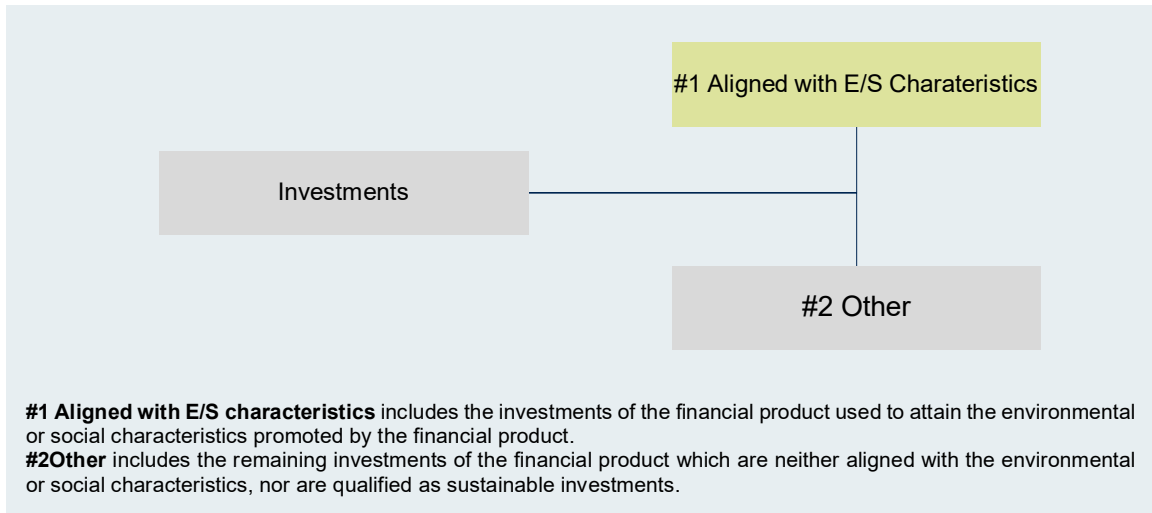 #1 Aligned with E/S Charateristics
Investments
#2 Other
#1 Aligned with E/S characteristics includes the investments of the financial product used to attain the environmental
or social characteristics promoted by the financial product.
#2Other includes the remaining investments of the financial product which are neither aligned with the environmental
or social characteristics, nor are qualified as sustainable investments.